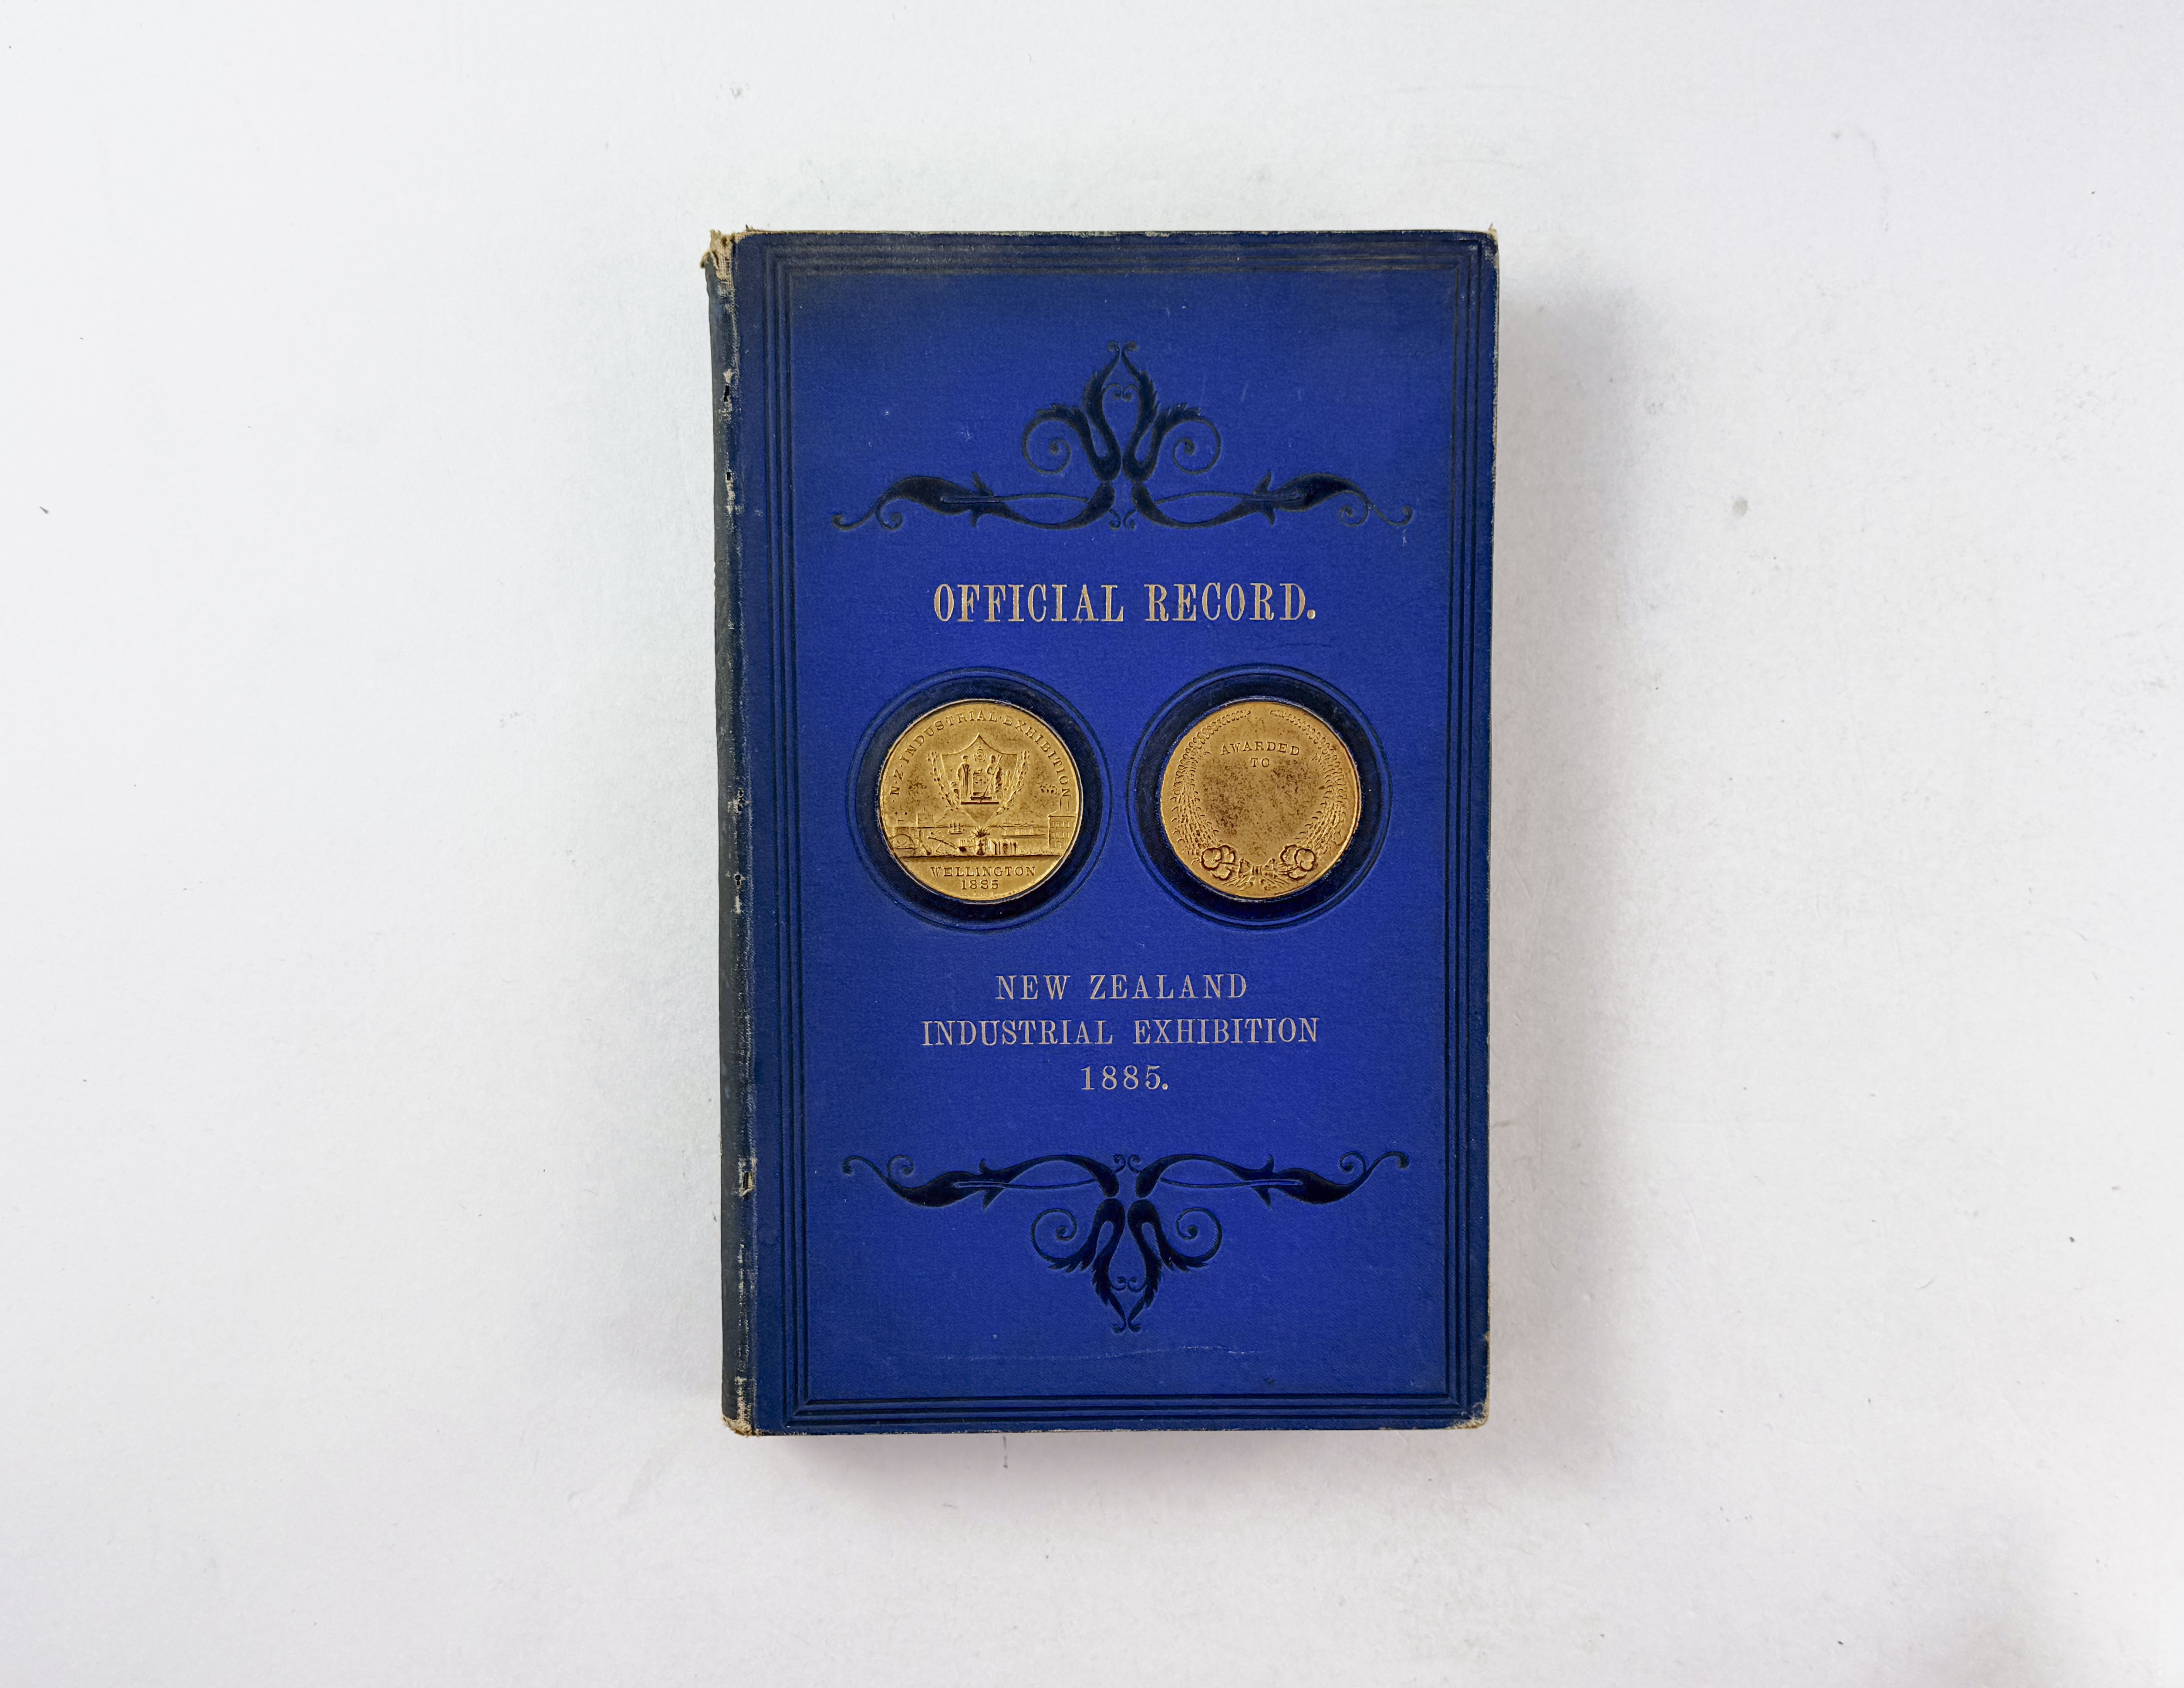 OFFICIAL RECORD.
N·Z·INDUSTRIAL·EXHIBITION
WELLINGTON
1885
AWARDED
TO
NEW ZEALAND
INDUSTRIAL EXHIBITION
1885.